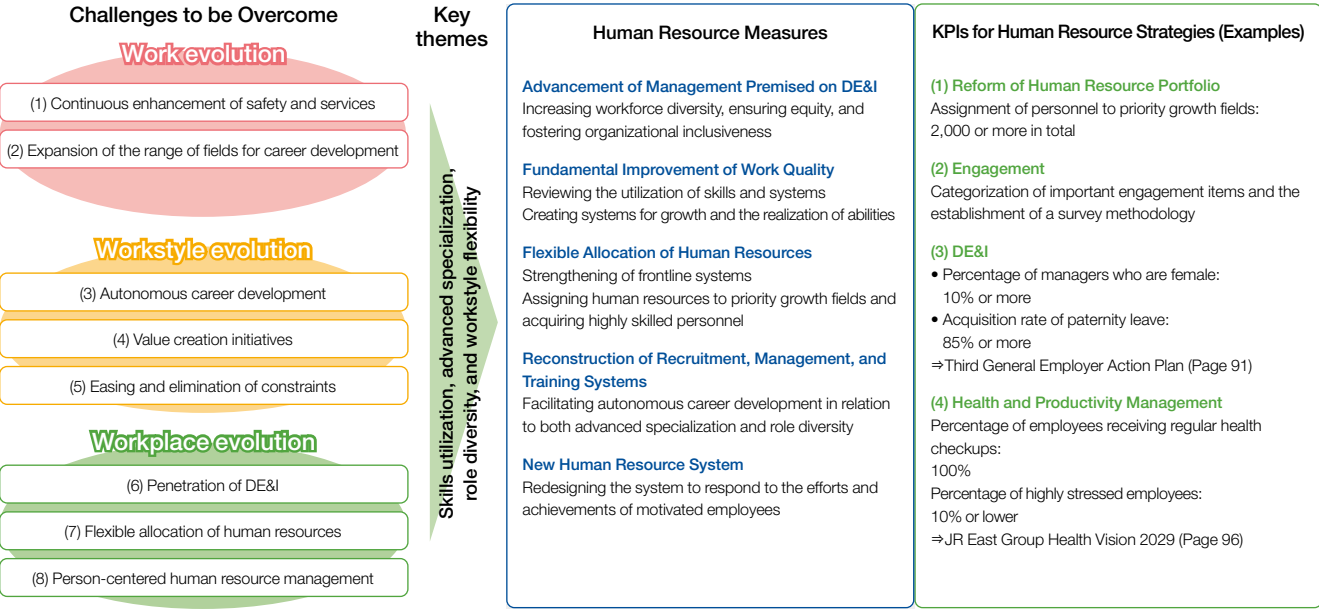 Challenges to be Overcome
Work evolution
(1) Continuous enhancement of safety and services
(2) Expansion of the range of fields for career development
Workstyle evolution
(3) Autonomous career development
(4) Value creation initiatives
(5) Easing and elimination of constraints
Workplace evolution
(6) Penetration of DE&I
(7) Flexible allocation of human resources
(8) Person-centered human resource management
Key
themes
Skills utilization, advanced specialization,
role diversity, and workstyle flexibility
Human Resource Measures
Advancement of Management Premised on DE&I
Increasing workforce diversity, ensuring equity, and
fostering organizational inclusiveness
Fundamental Improvement of Work Quality
Reviewing the utilization of skills and systems
Creating systems for growth and the realization of abilities
Flexible Allocation of Human Resources
Strengthening of frontline systems
Assigning human resources to priority growth fields and
acquiring highly skilled personnel
Reconstruction of Recruitment, Management, and
Training Systems
Facilitating autonomous career development in relation
to both advanced specialization and role diversity
New Human Resource System
Redesigning the system to respond to the efforts and
achievements of motivated employees
KPIs for Human Resource Strategies (Examples)
(1) Reform of Human Resource Portfolio
Assignment of personnel to priority growth fields:
2,000 or more in total
(2) Engagement
Categorization of important engagement items and the
establishment of a survey methodology
(3) DE&I
• Percentage of managers who are female:
10% or more
• Acquisition rate of paternity leave:
85% or more
⇒Third General Employer Action Plan (Page 91)
(4) Health and Productivity Management
Percentage of employees receiving regular health
checkups:
100%
Percentage of highly stressed employees:
10% or lower
⇒JR East Group Health Vision 2029 (Page 96)